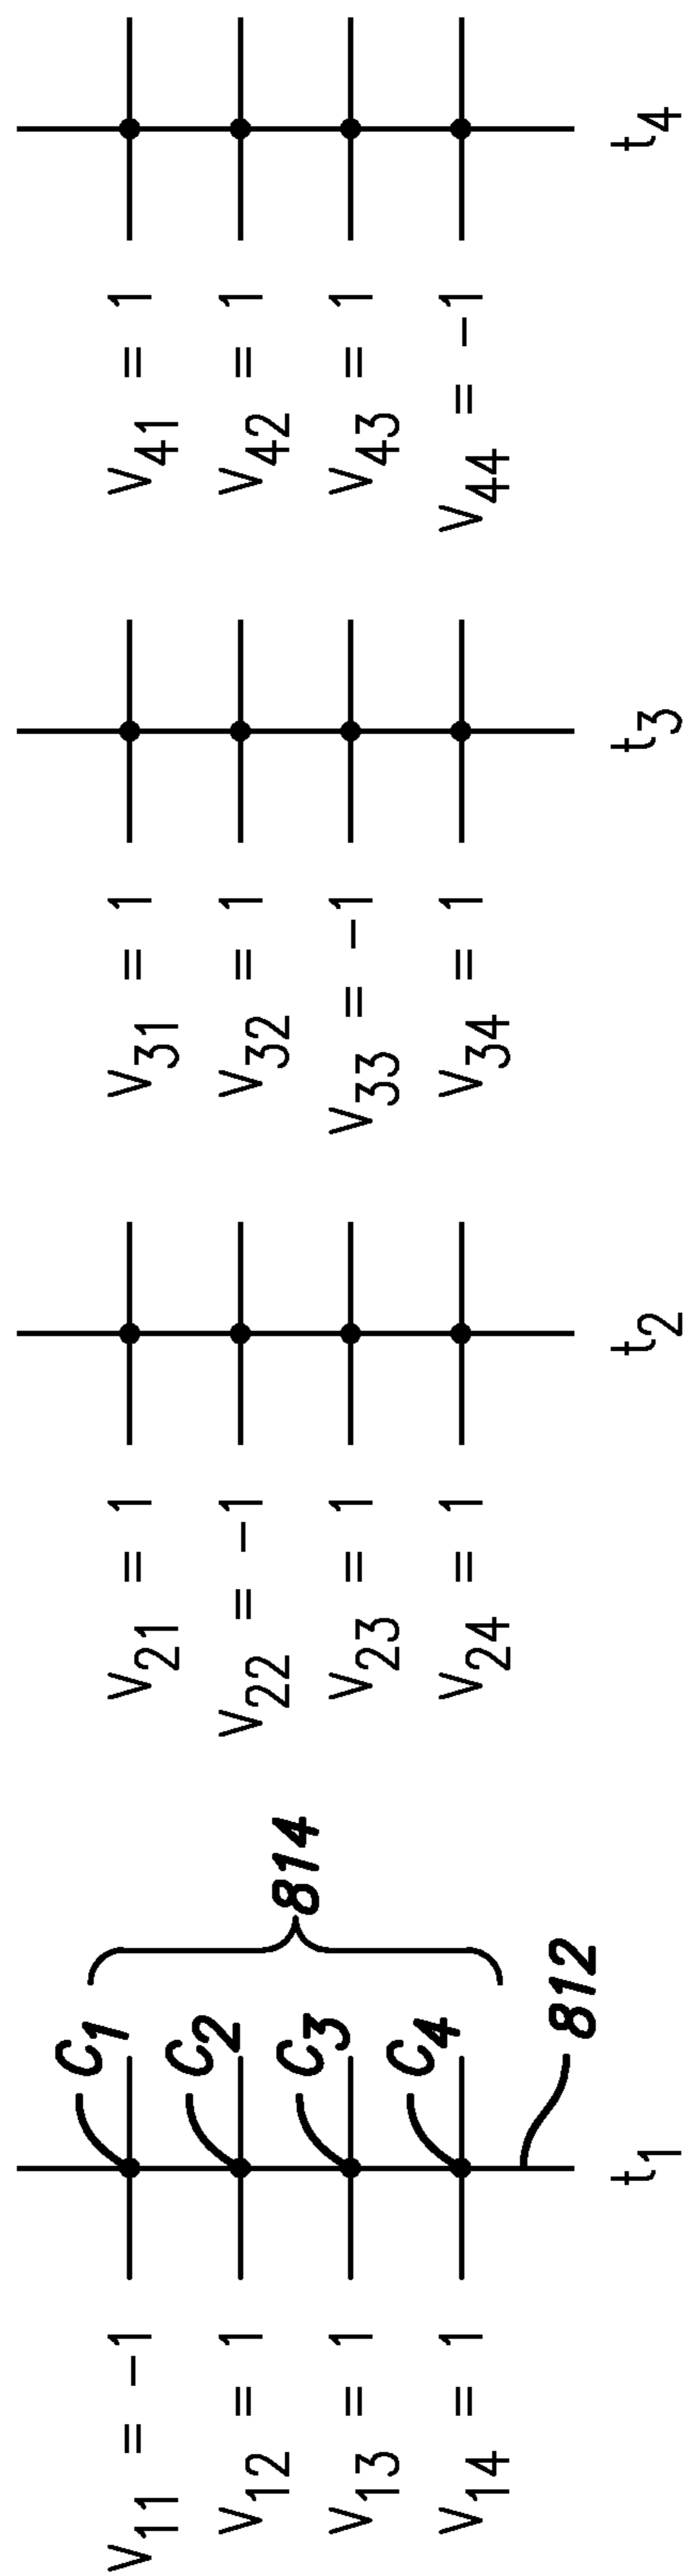 V11 = -1
V12 = 1
V13 = 1
V14 = 1
C1
C2
C3
C4
814
812
t1
V21 = 1
V22 = -1
V23 = 1
V24 = 1
t2
V31 = 1
V32 = 1
V33 = -1
V34 = 1
t3
V41 = 1
V42 = 1
V43 = 1
V44 = -1
t4